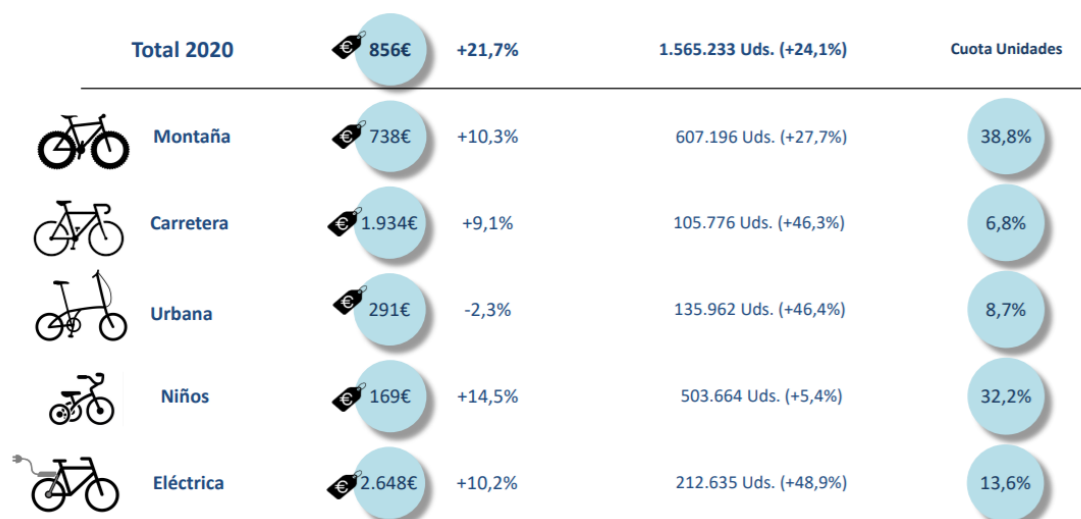 Total 2020 € 856€ +21,7% 1.565.233 Uds. (+24,1%) Cuota Unidades
Montaña € 738€ +10,3% 607.196 Uds. (+27,7%) 38,8%
Carretera € 1.934€ +9,1% 105.776 Uds. (+46,3%) 6,8%
Urbana € 291€ -2,3% 135.962 Uds. (+46,4%) 8,7%
Niños € 169€ +14,5% 503.664 Uds. (+5,4%) 32,2%
Eléctrica € 2.648€ +10,2% 212.635 Uds. (+48,9%) 13,6%